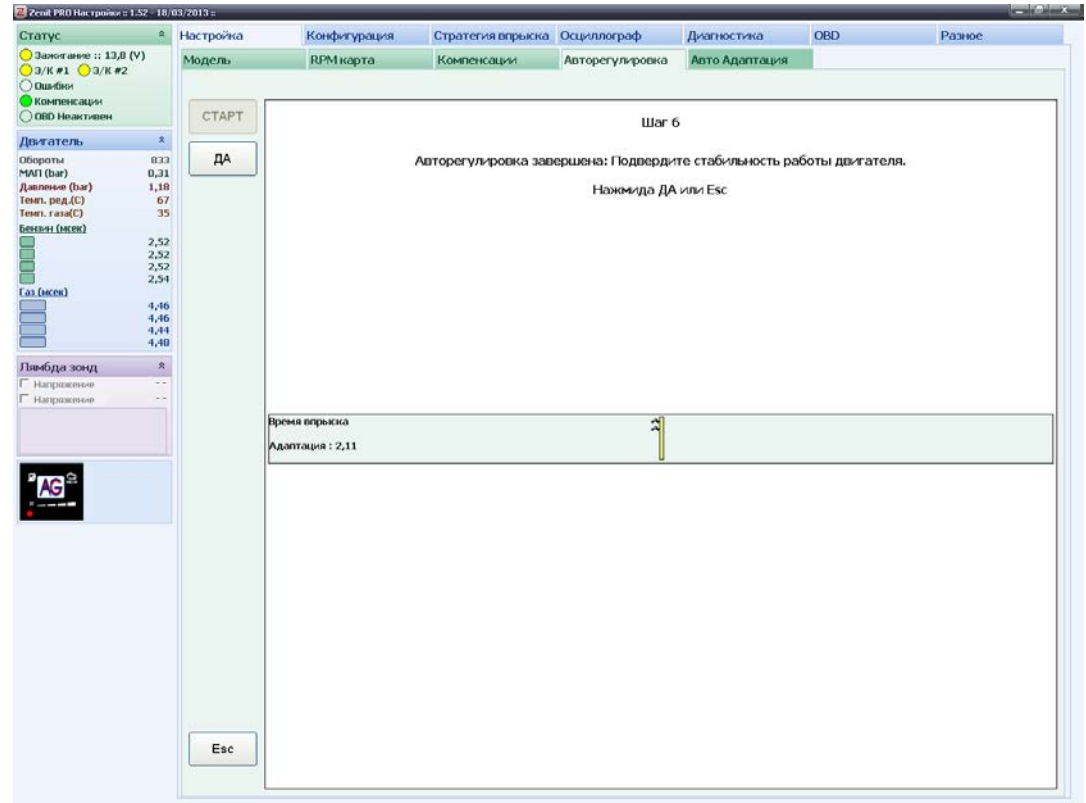 Zenit PRO Настройки :: 1.52 - 18/03/2013 ::
Статус
Зажигание :: 13,8 (V)
Э/К #1 Э/К #2
Ошибки
Компенсации
OBD Неактивен
Двигатель
Обороты 833
МАП (bar) 0,31
Давление (bar) 1,18
Темп. ред.(C) 67
Темп. газа(C) 35
Бензин (мсек)
2,52
2,52
2,52
2,54
Газ (мсек)
4,46
4,46
4,44
4,48
Лямбда зонд
Напряжение --
Напряжение --
AG
Настройка Конфигурация Стратегия впрыска Осциллограф Диагностика OBD Разное
Модель RPM карта Компенсации Авторегулировка Авто Адаптация
СТАРТ
ДА
Шаг 6
Авторегулировка завершена: Подвердите стабильность работы двигателя.
Нажмида ДА или Esc
Время впрыска
Адаптация : 2,11
Esc